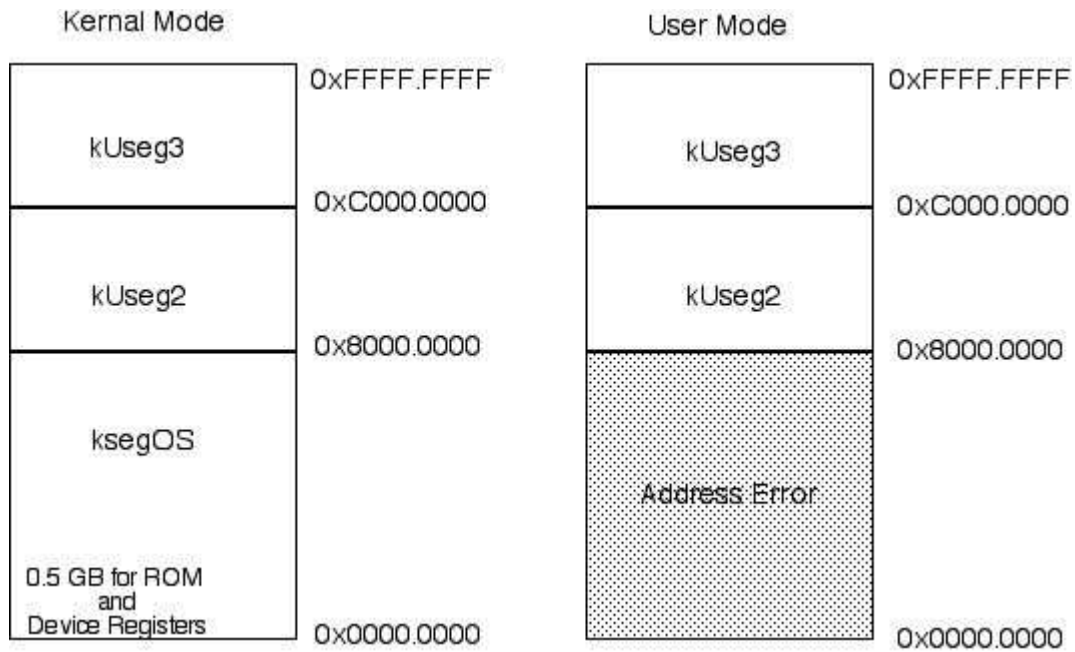 Kernal Mode
0xFFFF.FFFF
kUseg3
0xC000.0000
kUseg2
0x8000.0000
ksegOS
0.5 GB for ROM
and
Device Registers
0x0000.0000
User Mode
0xFFFF.FFFF
kUseg3
0xC000.0000
kUseg2
0x8000.0000
Address Error
0x0000.0000